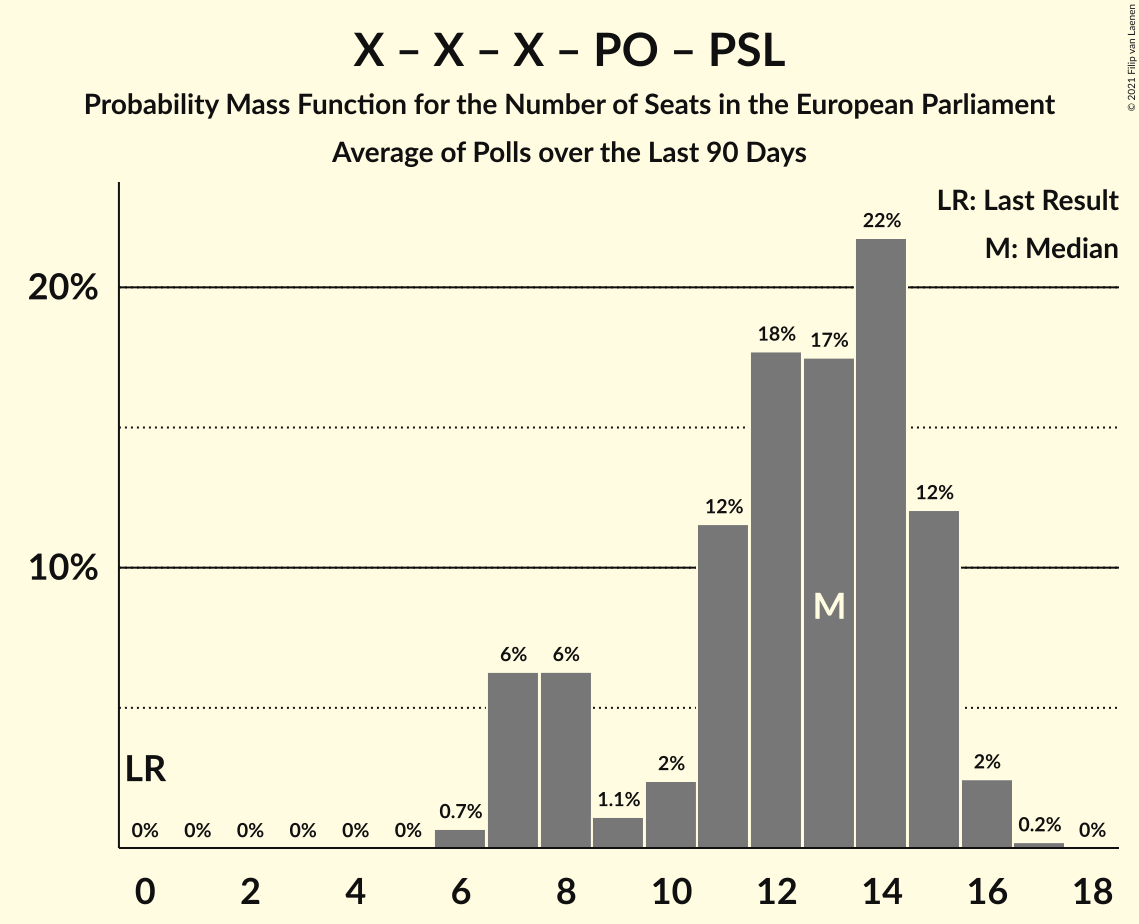 X – X – X – PO – PSL
Probability Mass Function for the Number of Seats in the European Parliament
Average of Polls over the Last 90 Days
© 2021 Filip van Laenen
LR: Last Result
M: Median
20%
10%
22%
18%
17%
12%
12%
6%
6%
2%
2%
1.1%
0.7%
0.2%
0%
0%
0%
0%
0%
0%
0%
LR
M
0 2 4 6 8 10 12 14 16 18